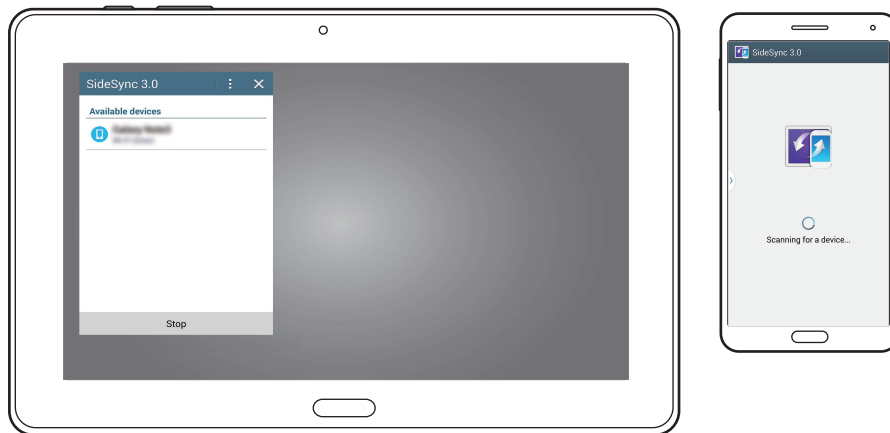 SideSync 3.0
Available devices
Stop
SideSync 3.0
Scanning for a device...